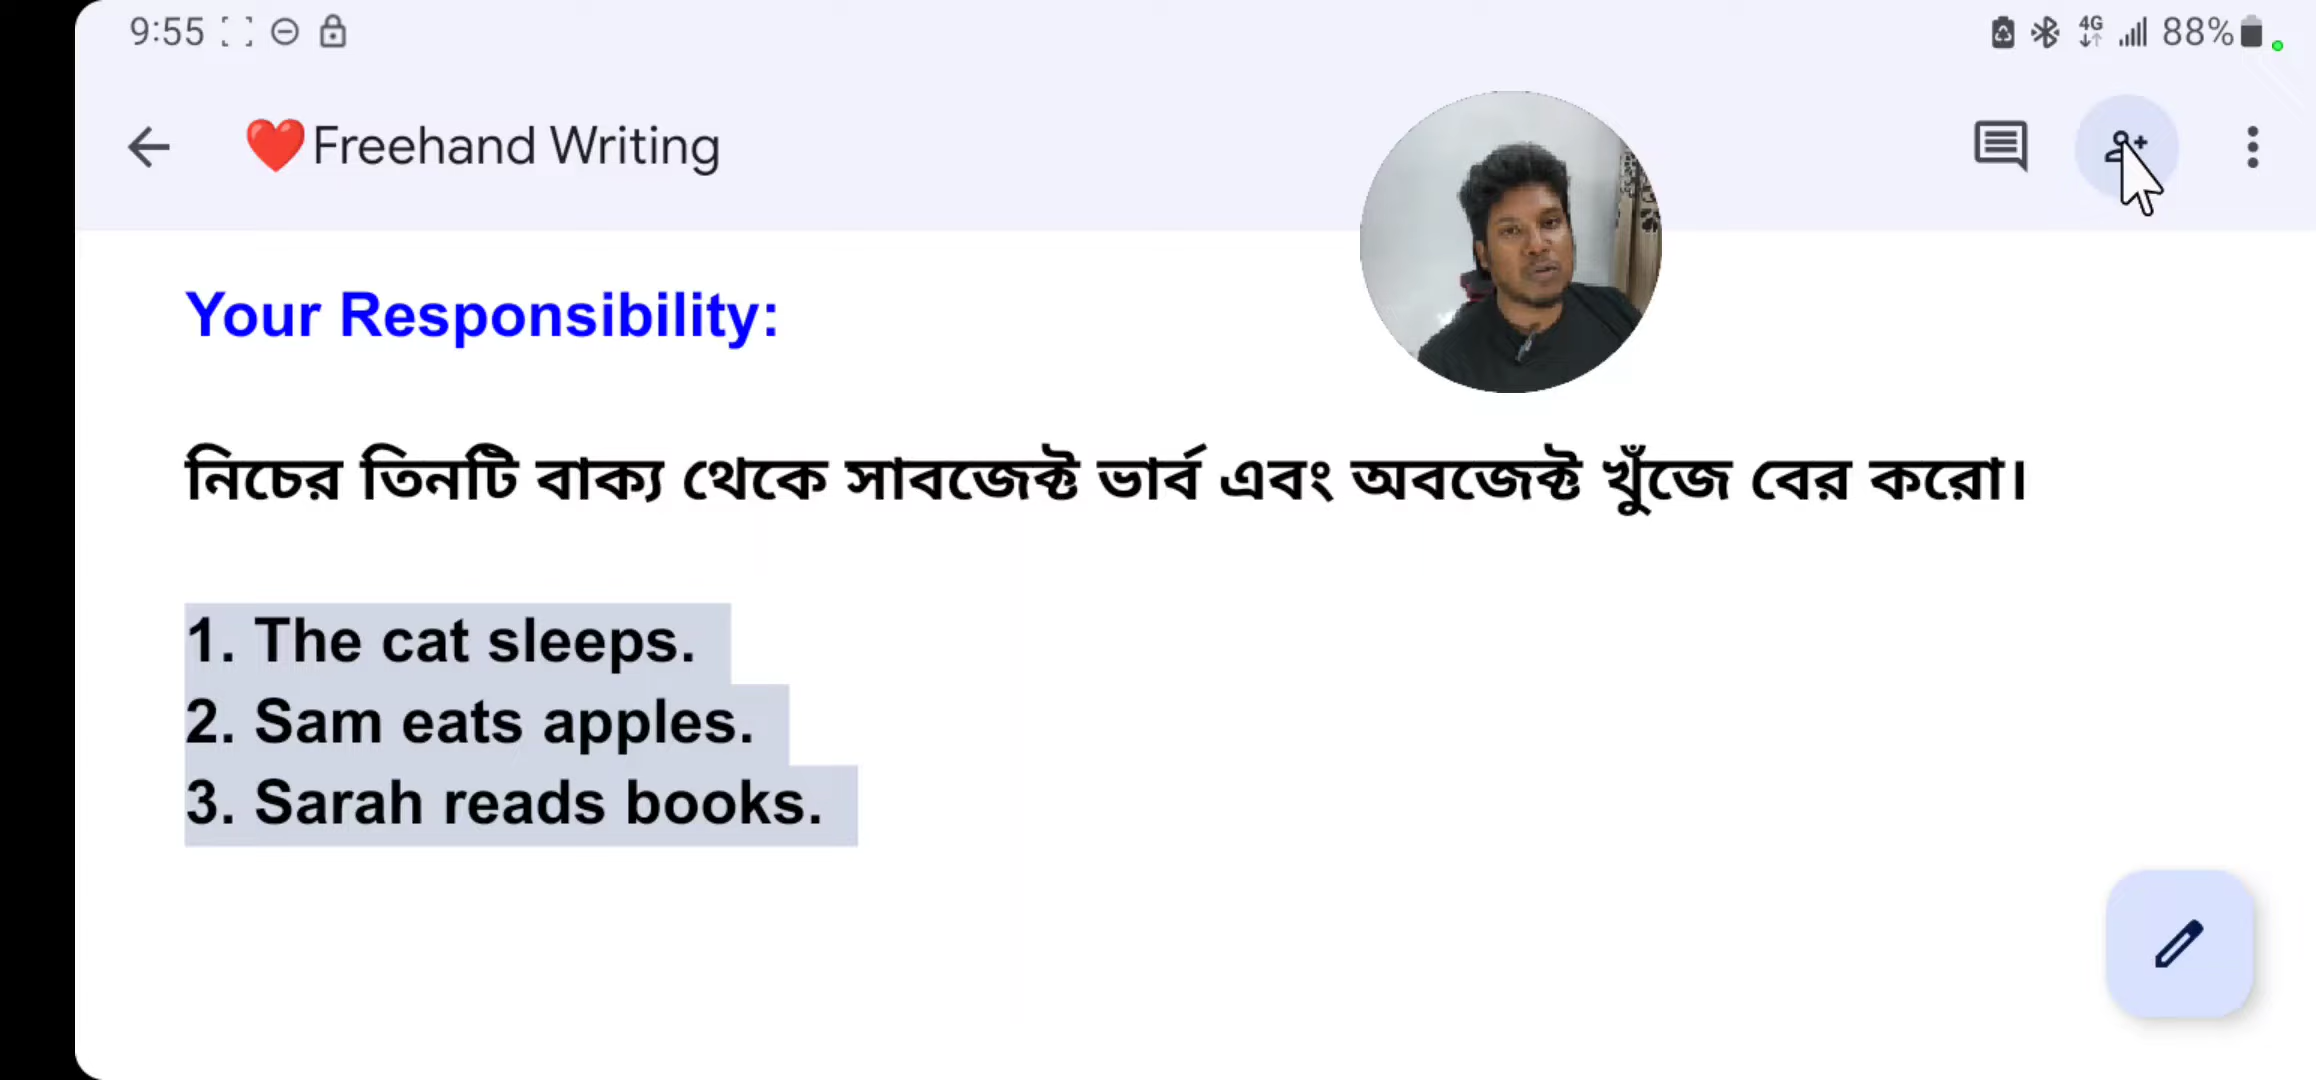 9:55 4G 88%
❤️Freehand Writing
Your Responsibility:
নিচের তিনটি বাক্য থেকে সাবজেক্ট ভার্ব এবং অবজেক্ট খুঁজে বের করো।
1. The cat sleeps.
2. Sam eats apples.
3. Sarah reads books.